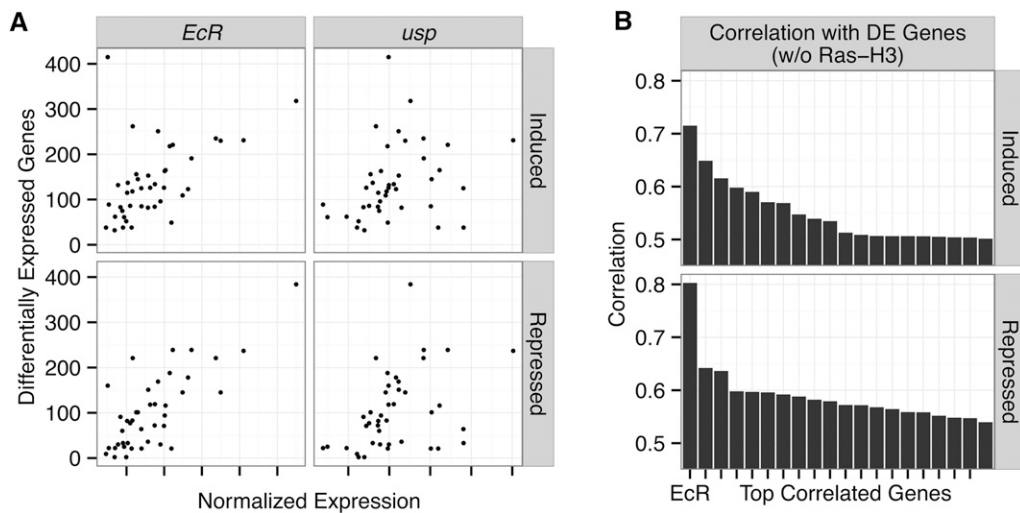 A
EcR
usp
Differentially Expressed Genes
400
300
200
100
0
Induced
400
300
200
100
0
Repressed
Normalized Expression
B
Correlation with DE Genes
(w/o Ras−H3)
Correlation
0.8
0.7
0.6
0.5
Induced
0.8
0.7
0.6
0.5
Repressed
EcR
Top Correlated Genes